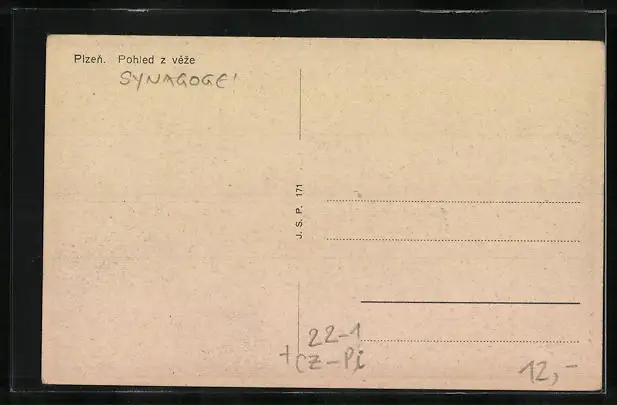 Plzeň. Pohled z věže
SYNAGOGE!
J. S. P. 171
22-1
+CZ-Pi
12,-